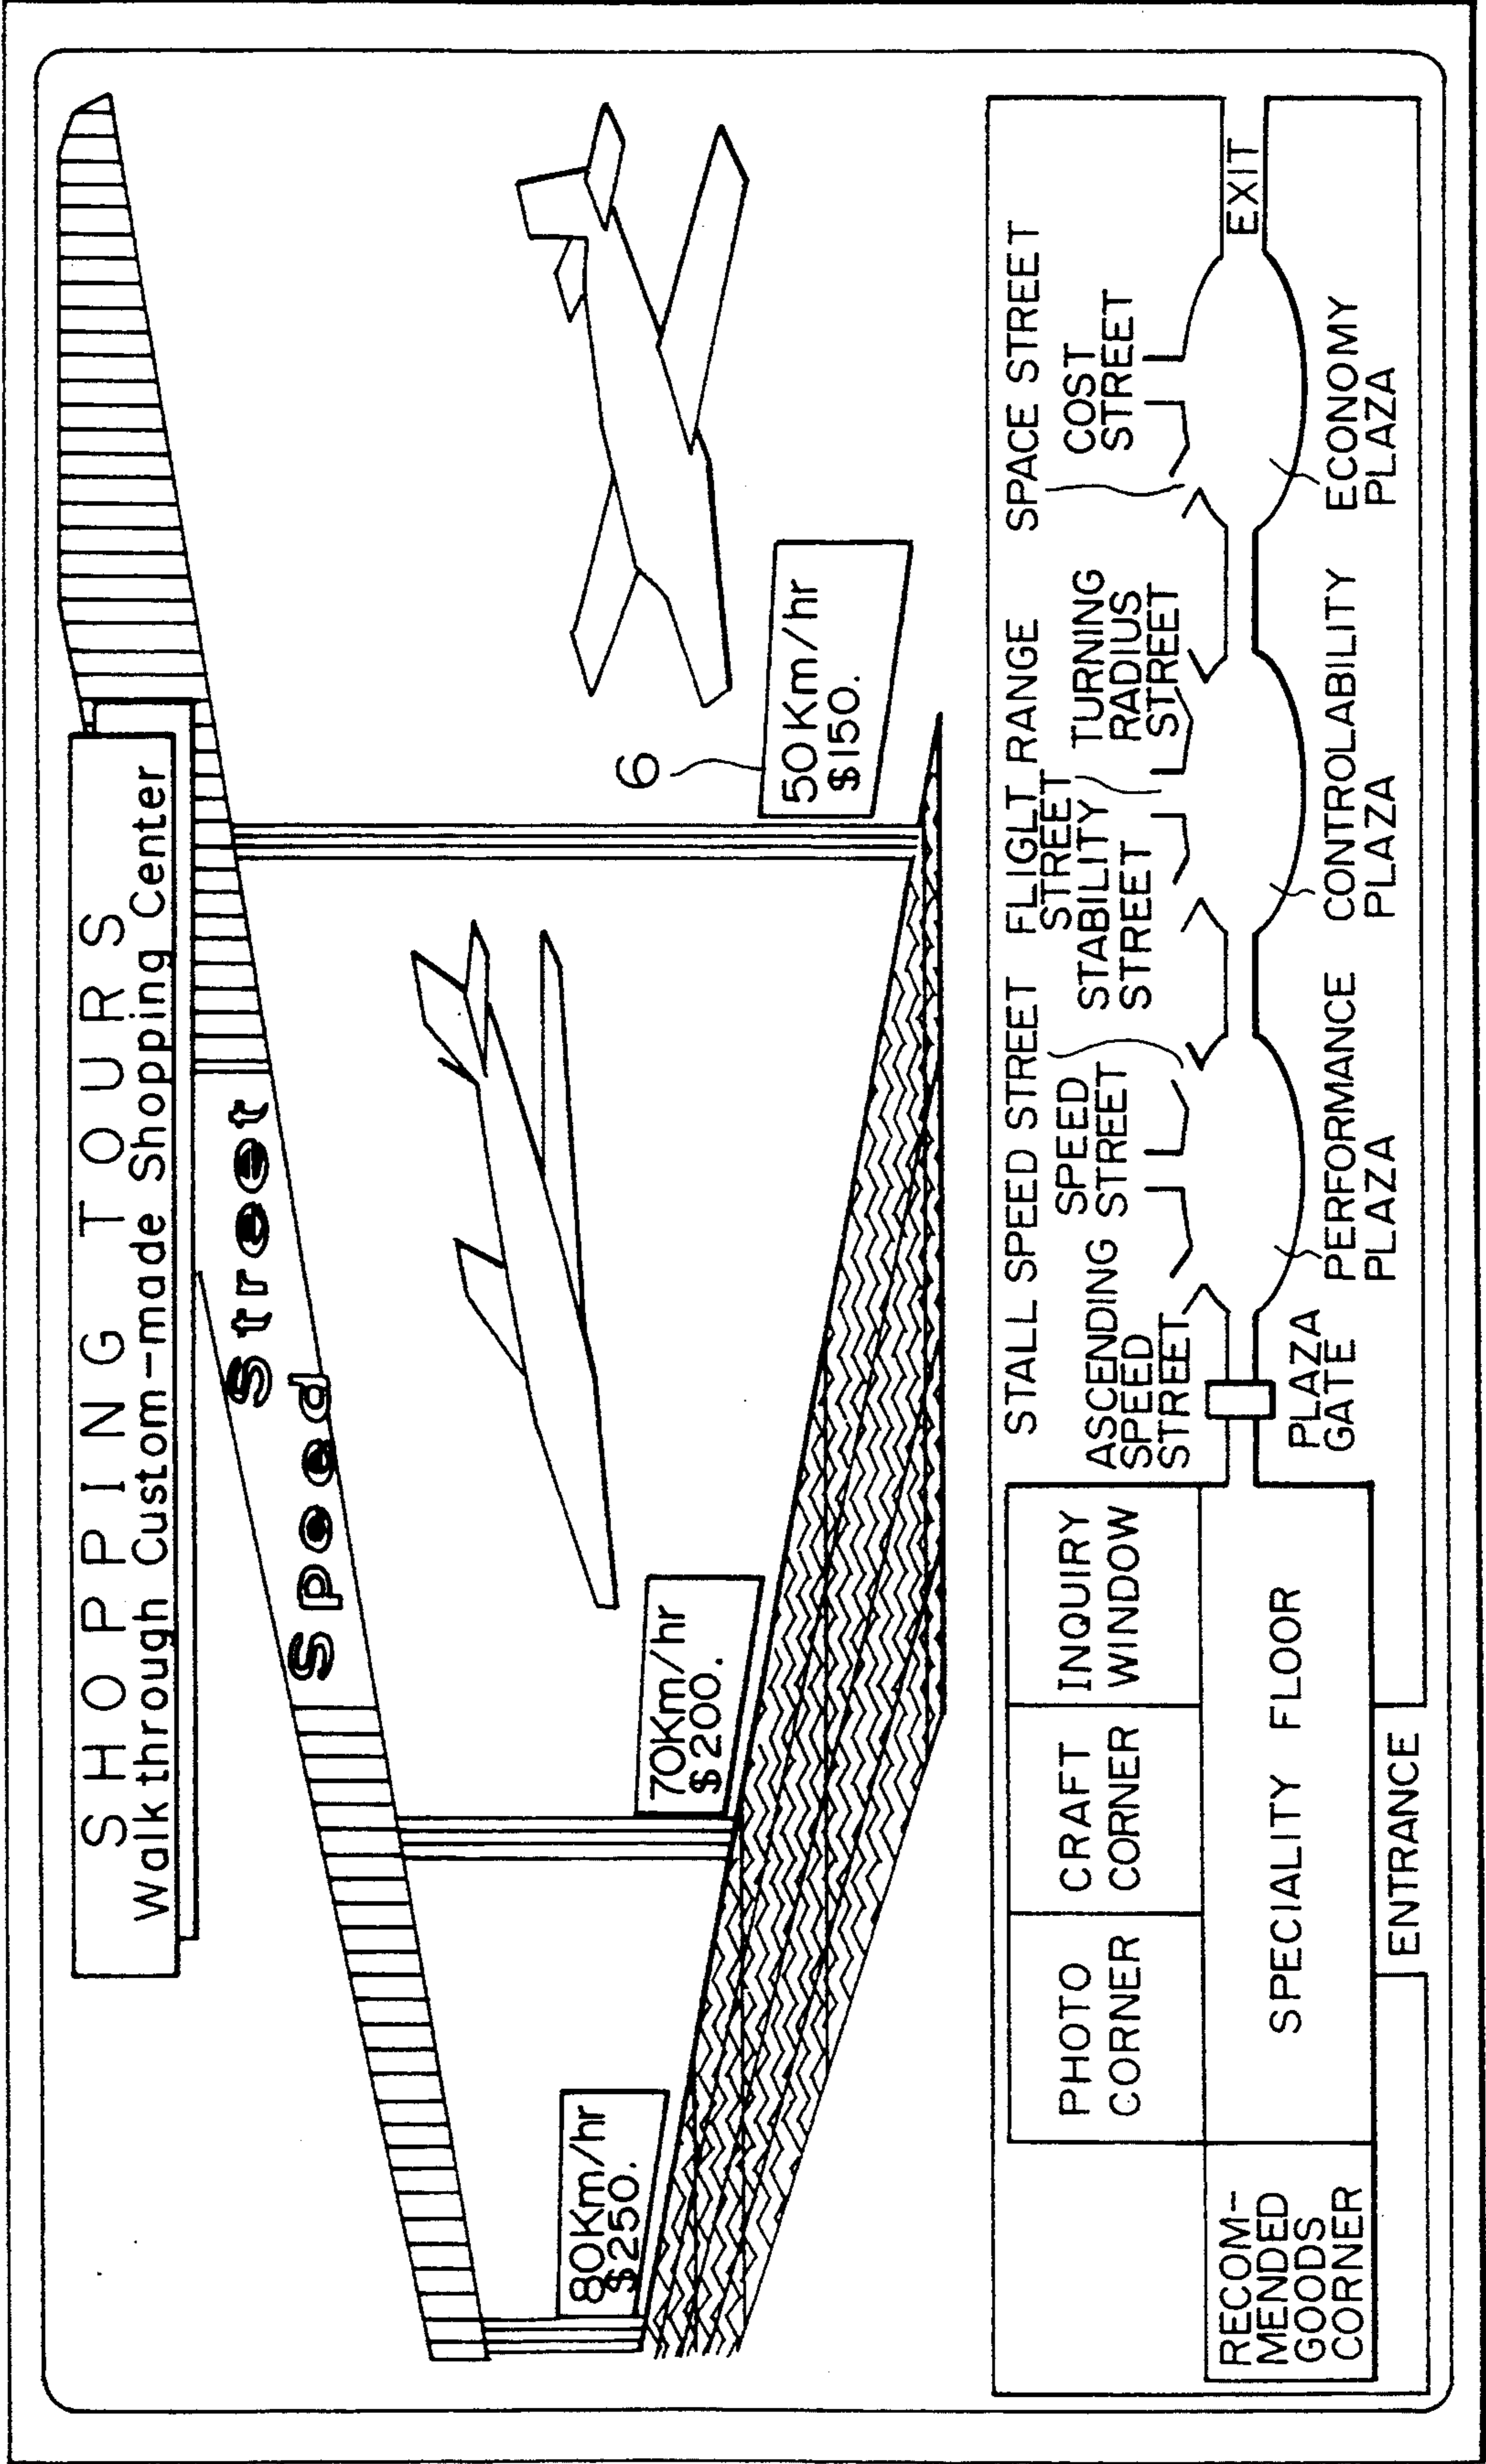 SHOPPING TOURS
Walk through Custom-made Shopping Center
Speed Street
80Km/hr
$250.
70Km/hr
$200.
6
50Km/hr
$150.
STALL SPEED STREET
FLIGLT RANGE
STREET
SPACE STREET
ASCENDING
SPEED
STREET
SPEED
STREET
STABILITY
STREET
TURNING
RADIUS
STREET
COST
STREET
PHOTO
CORNER
CRAFT
CORNER
INQUIRY
WINDOW
SPECIALITY FLOOR
RECOM-
MENDED
GOODS
CORNER
ENTRANCE
PLAZA
GATE
PERFORMANCE
PLAZA
CONTROLABILITY
PLAZA
ECONOMY
PLAZA
EXIT